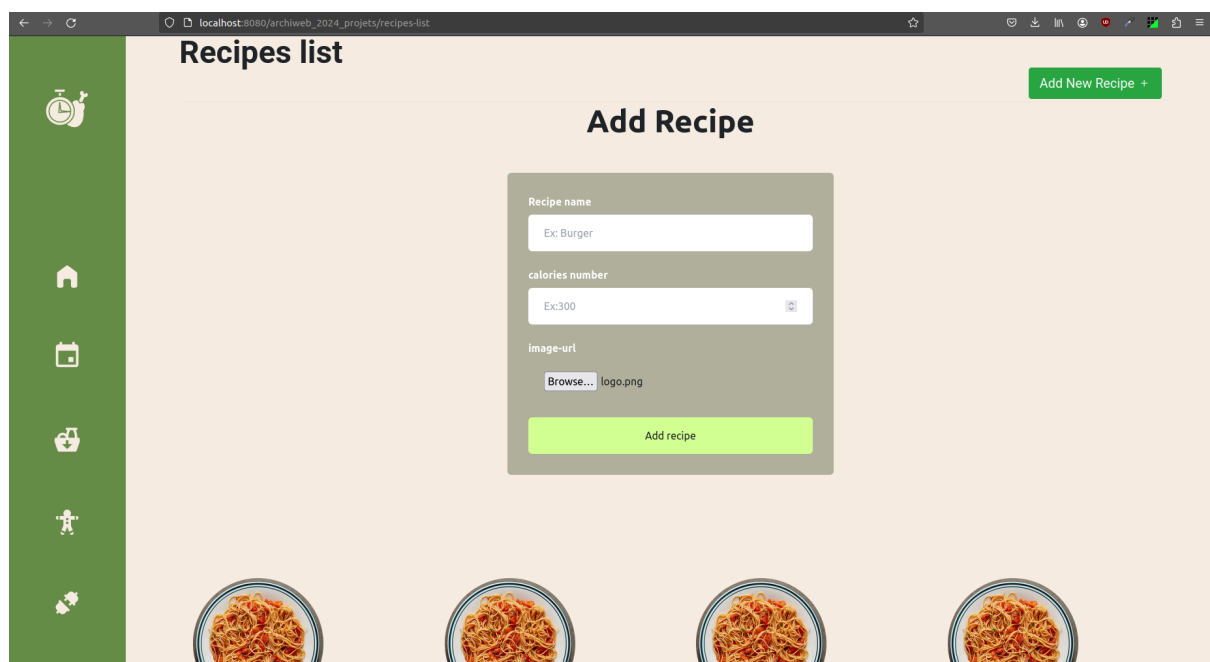 localhost:8080/archiweb_2024_projets/recipes-list
Recipes list
Add New Recipe +
Add Recipe
Recipe name
Ex: Burger
calories number
Ex:300
image-url
Browse... logo.png
Add recipe